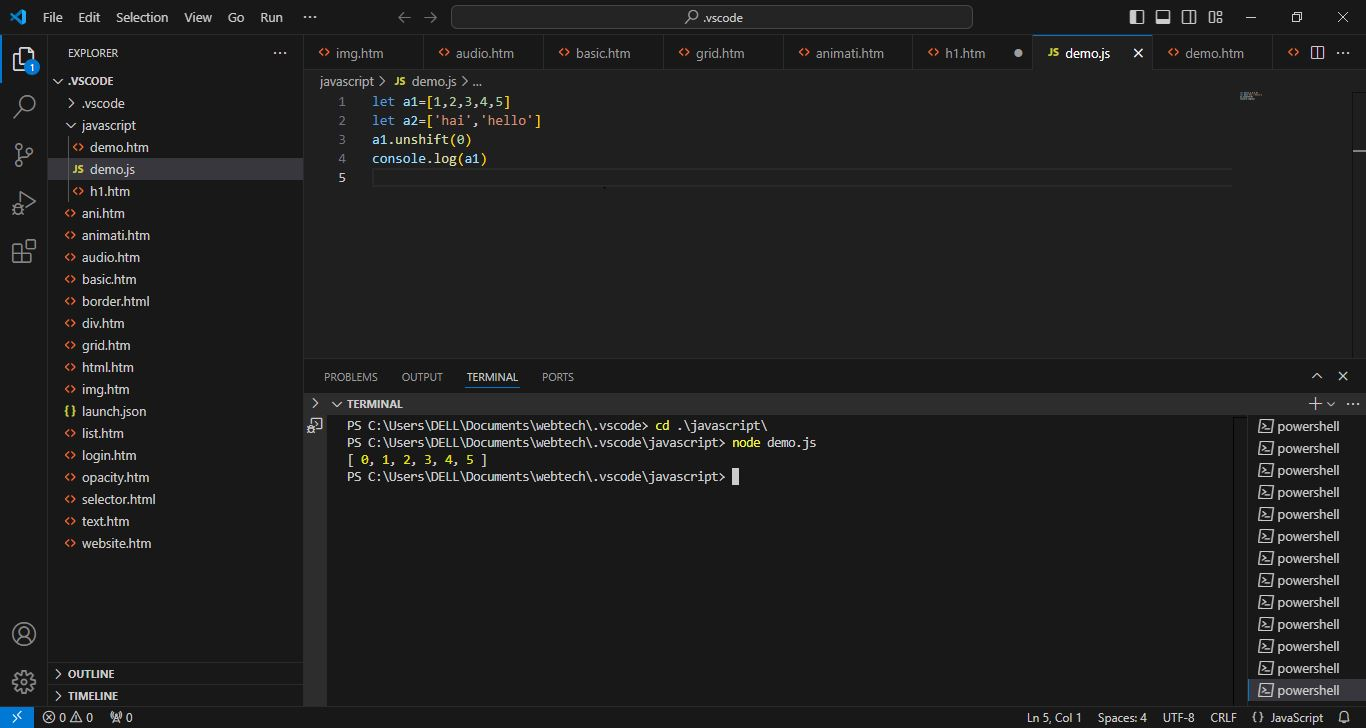 File Edit Selection View Go Run ··· .vscode
EXPLORER ···
img.htm audio.htm basic.htm grid.htm animati.htm h1.htm demo.js demo.htm ···
1
.VSCODE
.vscode
javascript
demo.htm
demo.js
h1.htm
ani.htm
animati.htm
audio.htm
basic.htm
border.html
div.htm
grid.htm
html.htm
img.htm
launch.json
list.htm
login.htm
opacity.htm
selector.html
text.htm
website.htm
OUTLINE
TIMELINE
javascript > JS demo.js > ...
1 let a1=[1,2,3,4,5]
2 let a2=['hai','hello']
3 a1.unshift(0)
4 console.log(a1)
5
PROBLEMS OUTPUT TERMINAL PORTS
TERMINAL
PS C:\Users\DELL\Documents\webtech\.vscode> cd .\javascript\
PS C:\Users\DELL\Documents\webtech\.vscode\javascript> node demo.js
[ 0, 1, 2, 3, 4, 5 ]
PS C:\Users\DELL\Documents\webtech\.vscode\javascript>
powershell
powershell
powershell
powershell
powershell
powershell
powershell
powershell
powershell
powershell
powershell
powershell
powershell
0 0 0 Ln 5, Col 1 Spaces: 4 UTF-8 CRLF {} JavaScript